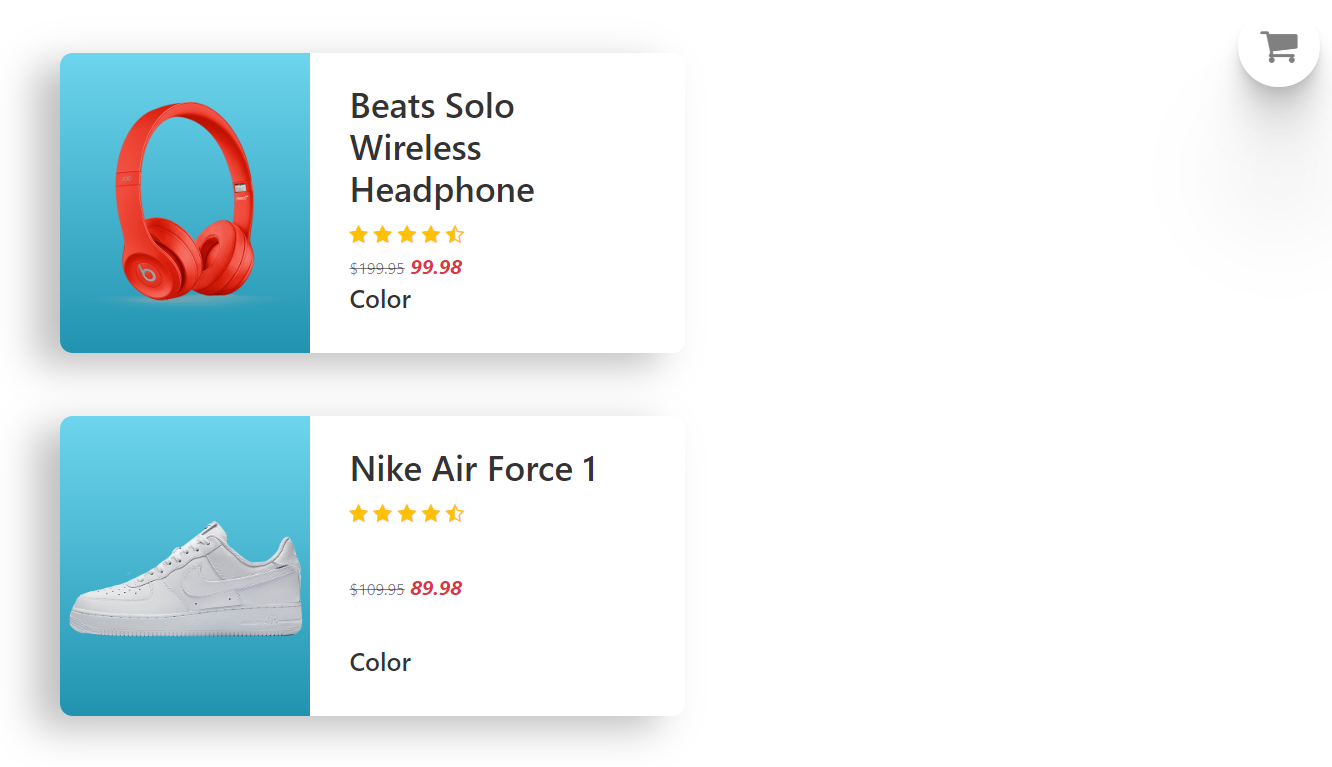 Beats Solo
Wireless
Headphone
$199.95 99.98
Color
Nike Air Force 1
$109.95 89.98
Color